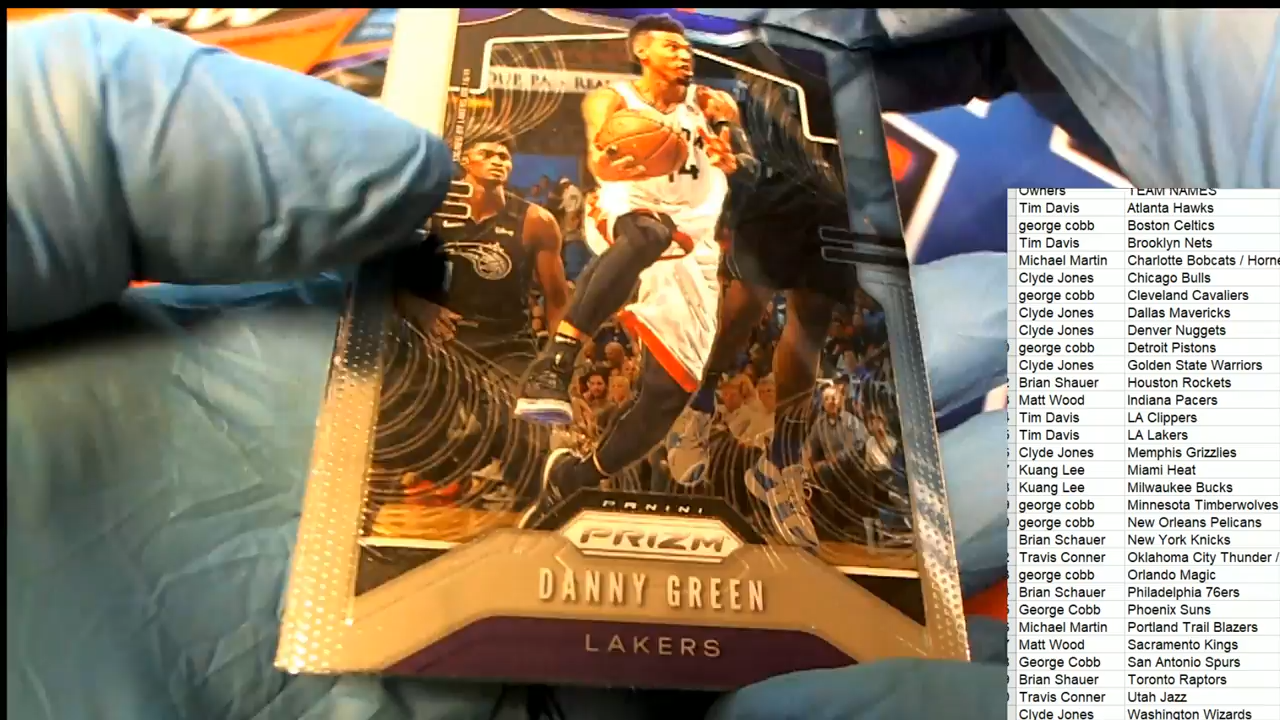 OUP, PA - REA
14
PANINI
PRIZM
DANNY GREEN
LAKERS
Owners TEAM NAMES
Tim Davis Atlanta Hawks
george cobb Boston Celtics
Tim Davis Brooklyn Nets
Michael Martin Charlotte Bobcats / Horne
Clyde Jones Chicago Bulls
george cobb Cleveland Cavaliers
Clyde Jones Dallas Mavericks
Clyde Jones Denver Nuggets
george cobb Detroit Pistons
Clyde Jones Golden State Warriors
Brian Shauer Houston Rockets
Matt Wood Indiana Pacers
Tim Davis LA Clippers
Tim Davis LA Lakers
Clyde Jones Memphis Grizzlies
Kuang Lee Miami Heat
Kuang Lee Milwaukee Bucks
george cobb Minnesota Timberwolves
george cobb New Orleans Pelicans
Brian Schauer New York Knicks
Travis Conner Oklahoma City Thunder /
george cobb Orlando Magic
Brian Schauer Philadelphia 76ers
George Cobb Phoenix Suns
Michael Martin Portland Trail Blazers
Matt Wood Sacramento Kings
George Cobb San Antonio Spurs
Brian Shauer Toronto Raptors
Travis Conner Utah Jazz
Clyde Jones Washington Wizards